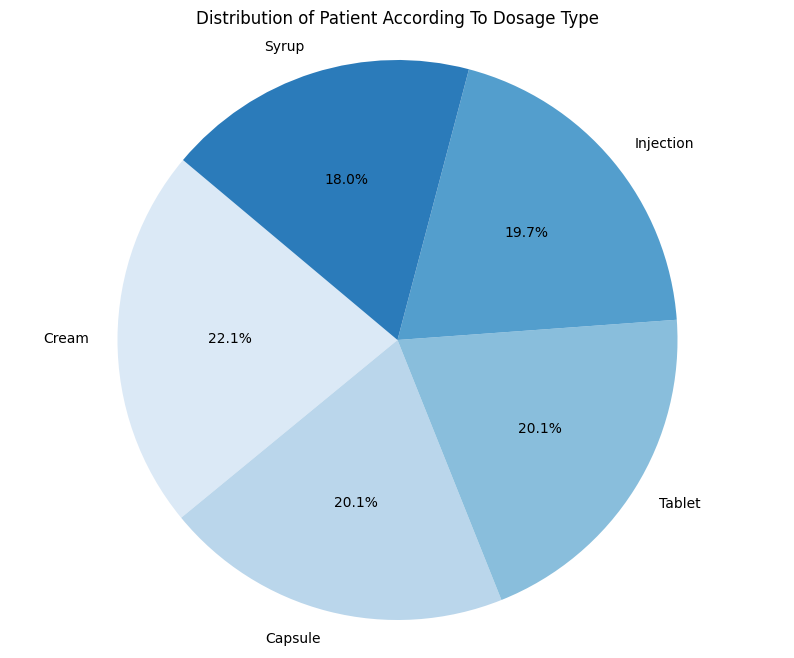 Distribution of Patient According To Dosage Type
Syrup
Injection
18.0%
19.7%
Cream
22.1%
20.1%
Tablet
20.1%
Capsule